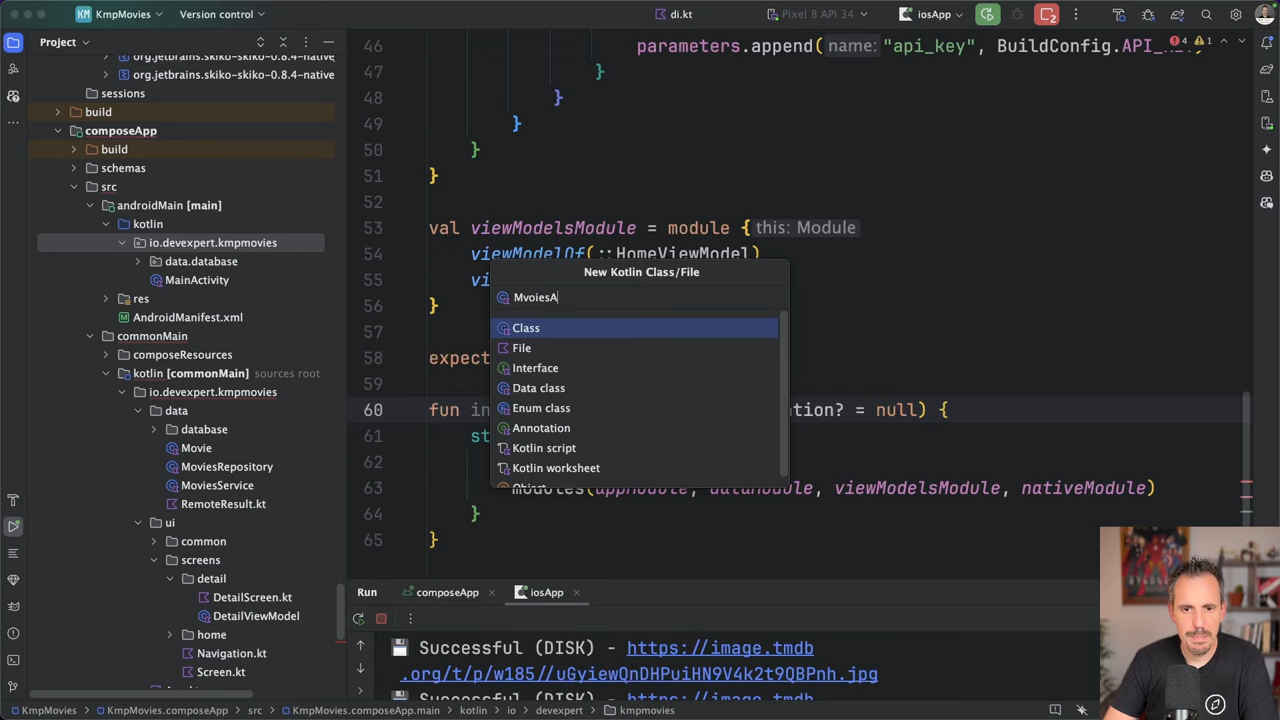 KmpMovies
Version control
di.kt
Pixel 8 API 34
iosApp
2
Project
org.jetbrains.skiko-skiko-0.8.4-native
org.jetbrains.skiko-skiko-0.8.4-native
sessions
build
composeApp
build
schemas
src
androidMain [main]
kotlin
io.devexpert.kmpmovies
data.database
MainActivity
res
AndroidManifest.xml
commonMain
composeResources
kotlin [commonMain] sources root
io.devexpert.kmpmovies
data
database
Movie
MoviesRepository
MoviesService
RemoteResult.kt
ui
common
screens
detail
DetailScreen.kt
DetailViewModel
home
Navigation.kt
Screen.kt
46 parameters.append( name: "api_key", BuildConfig.API_
4 1
47 }
48 }
49 }
50 }
51 }
52
53 val viewModelsModule = module { this: Module
54 viewModelOf(::HomeViewModel)
55 vi
56 }
57
58 expect
59
60 fun in ation? = null) {
61 st
62
63 modules(appModule, dataModule, viewModelsModule, nativeModule)
64 }
65 }
New Kotlin Class/File
MvoiesA
Class
File
Interface
Data class
Enum class
Annotation
Kotlin script
Kotlin worksheet
Object
Run composeApp iosApp
Successful (DISK) - https://image.tmdb
.org/t/p/w185//uGyiewQnDHPuiHN9V4k2t9QBPnh.jpg
Successful (DISK) - https://image.tmdb
KmpMovies KmpMovies.composeApp src KmpMovies.composeApp.main kotlin io devexpert kmpmovies